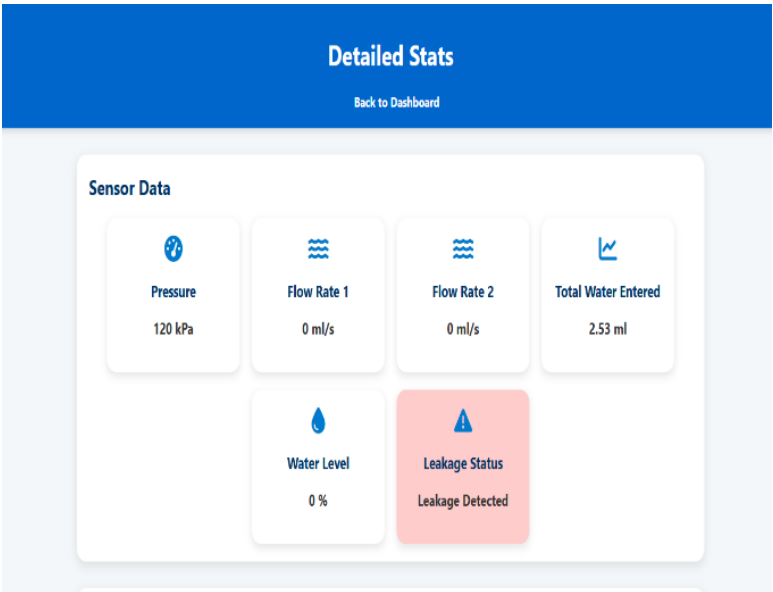 Detailed Stats
Back to Dashboard
Sensor Data
Pressure
120 kPa
Flow Rate 1
0 ml/s
Flow Rate 2
0 ml/s
Total Water Entered
2.53 ml
Water Level
0 %
Leakage Status
Leakage Detected